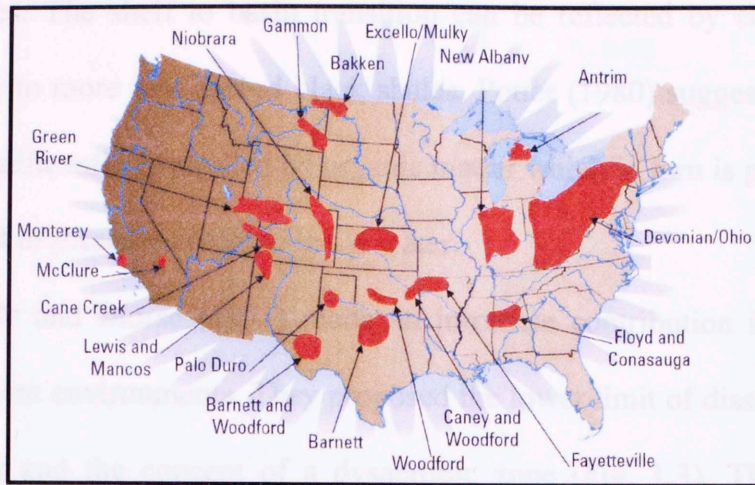 Gammon
Excello/Mulky
Niobrara
New Albany
Bakken
Antrim
Green
River
Monterey
McClure
Devonian/Ohio
Cane Creek
Lewis and
Mancos
Palo Duro
Floyd and
Conasauga
Barnett and
Woodford
Caney and
Woodford
Barnett
Woodford
Fayetteville